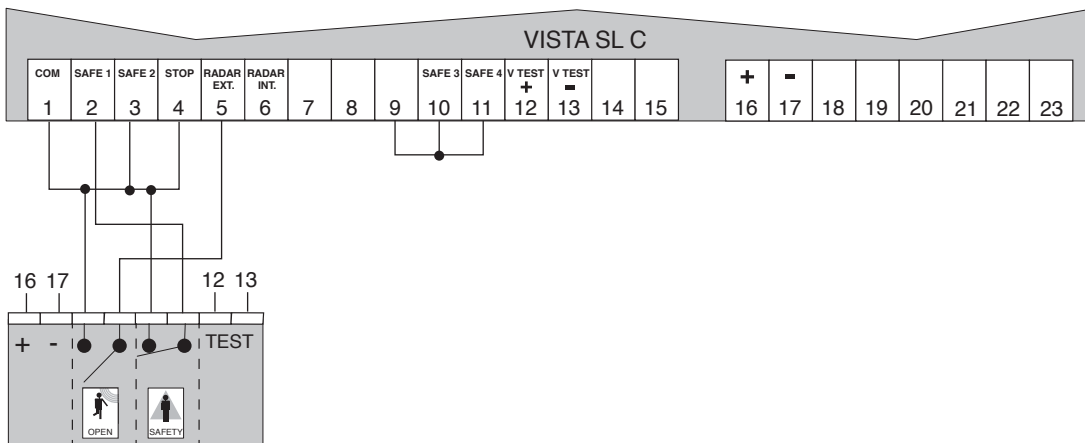 VISTA SL C
COM SAFE 1 SAFE 2 STOP RADAR EXT. RADAR INT. SAFE 3 SAFE 4 V TEST + V TEST - + -
1 2 3 4 5 6 7 8 9 10 11 12 13 14 15 16 17 18 19 20 21 22 23
16 17 12 13
+ - TEST
OPEN SAFETY